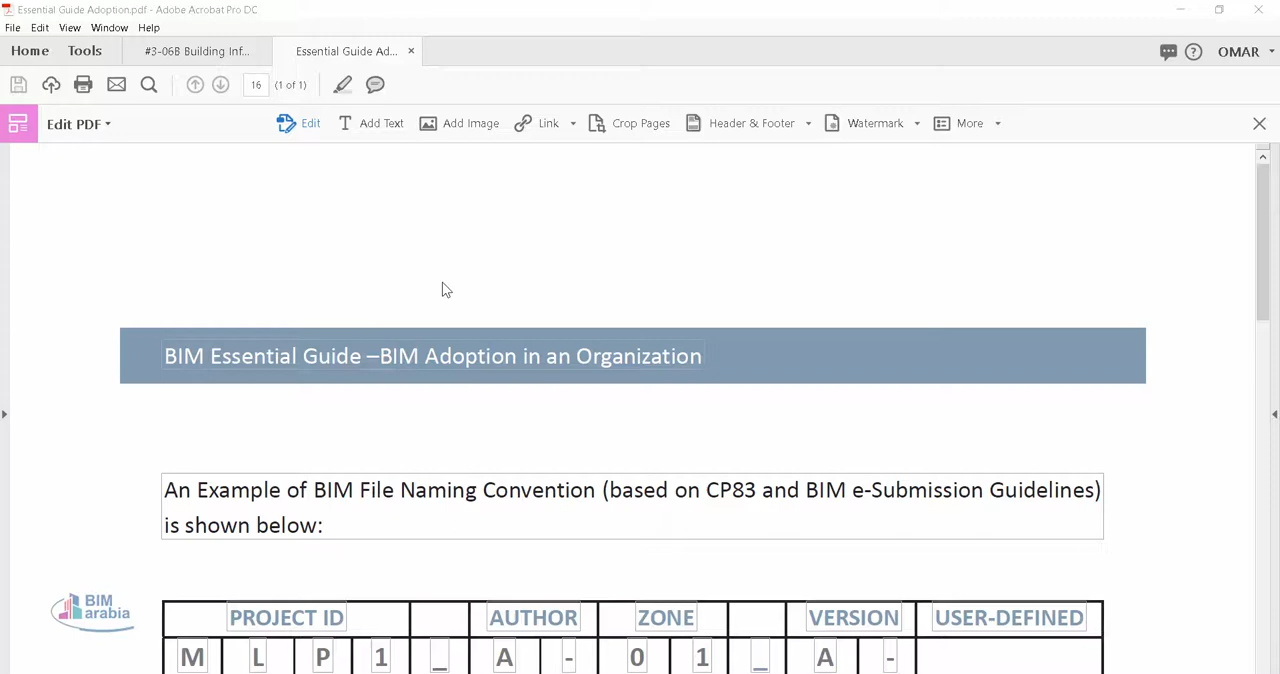 Essential Guide Adoption.pdf - Adobe Acrobat Pro DC
File Edit View Window Help
Home Tools #3-06B Building Inf... Essential Guide Ad... × OMAR
16 (1 of 1)
Edit PDF Edit Add Text Add Image Link Crop Pages Header & Footer Watermark More
BIM Essential Guide –BIM Adoption in an Organization
An Example of BIM File Naming Convention (based on CP83 and BIM e-Submission Guidelines)
is shown below:
BIM
arabia
PROJECT ID AUTHOR ZONE VERSION USER-DEFINED
M L P 1 _ A - 0 1 _ A -